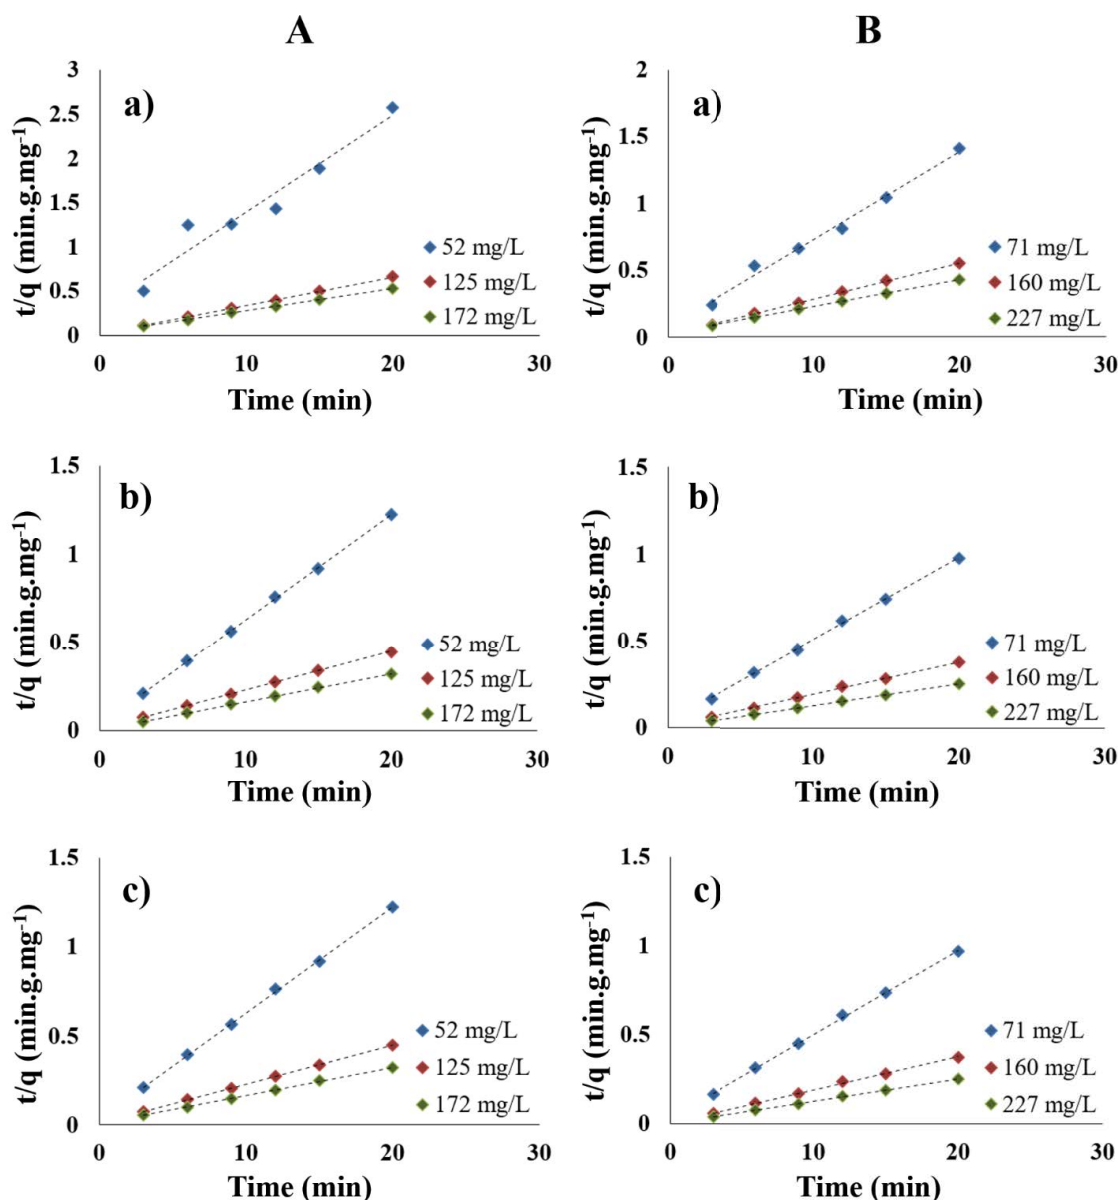 A
B
a)
t/q (min.g.mg⁻¹)
3
2.5
2
1.5
1
0.5
0
0
10
20
30
Time (min)
52 mg/L
125 mg/L
172 mg/L
a)
t/q (min.g.mg⁻¹)
2
1.5
1
0.5
0
0
10
20
30
Time (min)
71 mg/L
160 mg/L
227 mg/L
b)
t/q (min.g.mg⁻¹)
1.5
1
0.5
0
0
10
20
30
Time (min)
52 mg/L
125 mg/L
172 mg/L
b)
t/q (min.g.mg⁻¹)
1.5
1
0.5
0
0
10
20
30
Time (min)
71 mg/L
160 mg/L
227 mg/L
c)
t/q (min.g.mg⁻¹)
1.5
1
0.5
0
0
10
20
30
Time (min)
52 mg/L
125 mg/L
172 mg/L
c)
t/q (min.g.mg⁻¹)
1.5
1
0.5
0
0
10
20
30
Time (min)
71 mg/L
160 mg/L
227 mg/L